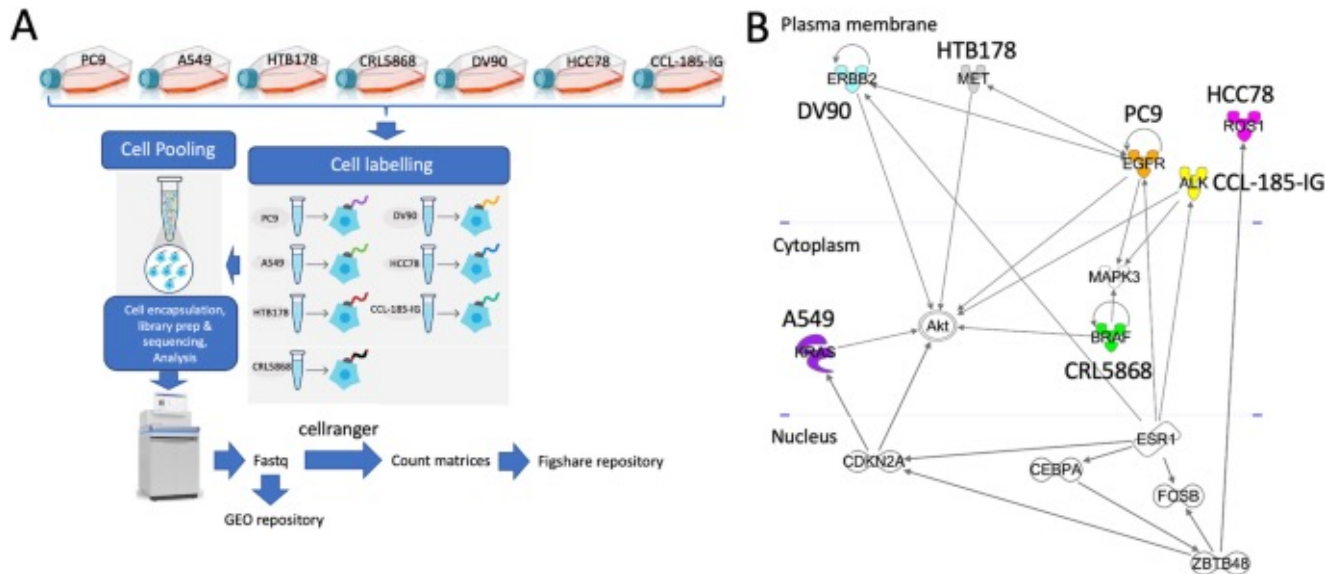 A
PC9
A549
HTB178
CRL5868
DV90
HCC78
CCL-185-IG
Cell Pooling
Cell labelling
PC9
DV90
A549
HCC78
HTB178
CCL-185-IG
CRL5868
Cell encapsulation,
library prep &
sequencing,
Analysis
cellranger
Fastq
Count matrices
Figshare repository
GEO repository
B
Plasma membrane
HTB178
ERBB2
MET
DV90
PC9
HCC78
ROS1
EGFR
ALK
CCL-185-IG
Cytoplasm
MAPK3
A549
Akt
KRAS
BRAF
CRL5868
Nucleus
ESR1
CDKN2A
CEBPA
FOSB
ZBTB48